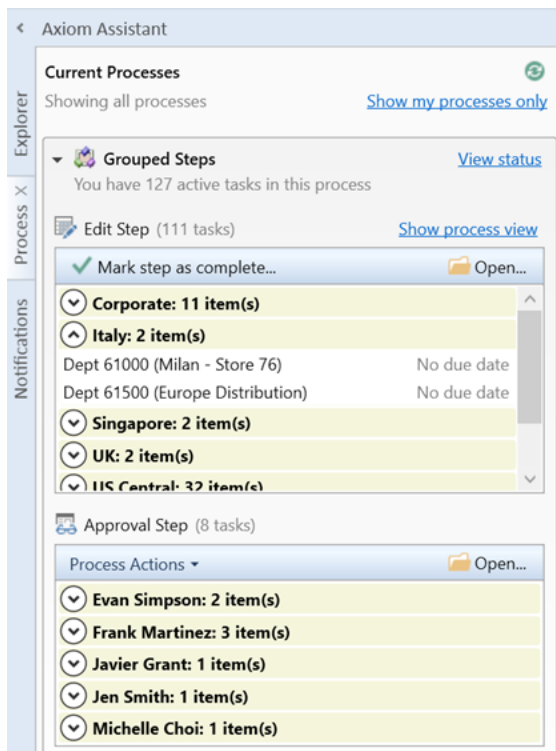 Axiom Assistant
Current Processes
Showing all processes Show my processes only
Explorer
Process
Notifications
Grouped Steps View status
You have 127 active tasks in this process
Edit Step (111 tasks) Show process view
Mark step as complete... Open...
Corporate: 11 item(s)
Italy: 2 item(s)
Dept 61000 (Milan - Store 76) No due date
Dept 61500 (Europe Distribution) No due date
Singapore: 2 item(s)
UK: 2 item(s)
US Central: 32 item(s)
Approval Step (8 tasks)
Process Actions Open...
Evan Simpson: 2 item(s)
Frank Martinez: 3 item(s)
Javier Grant: 1 item(s)
Jen Smith: 1 item(s)
Michelle Choi: 1 item(s)